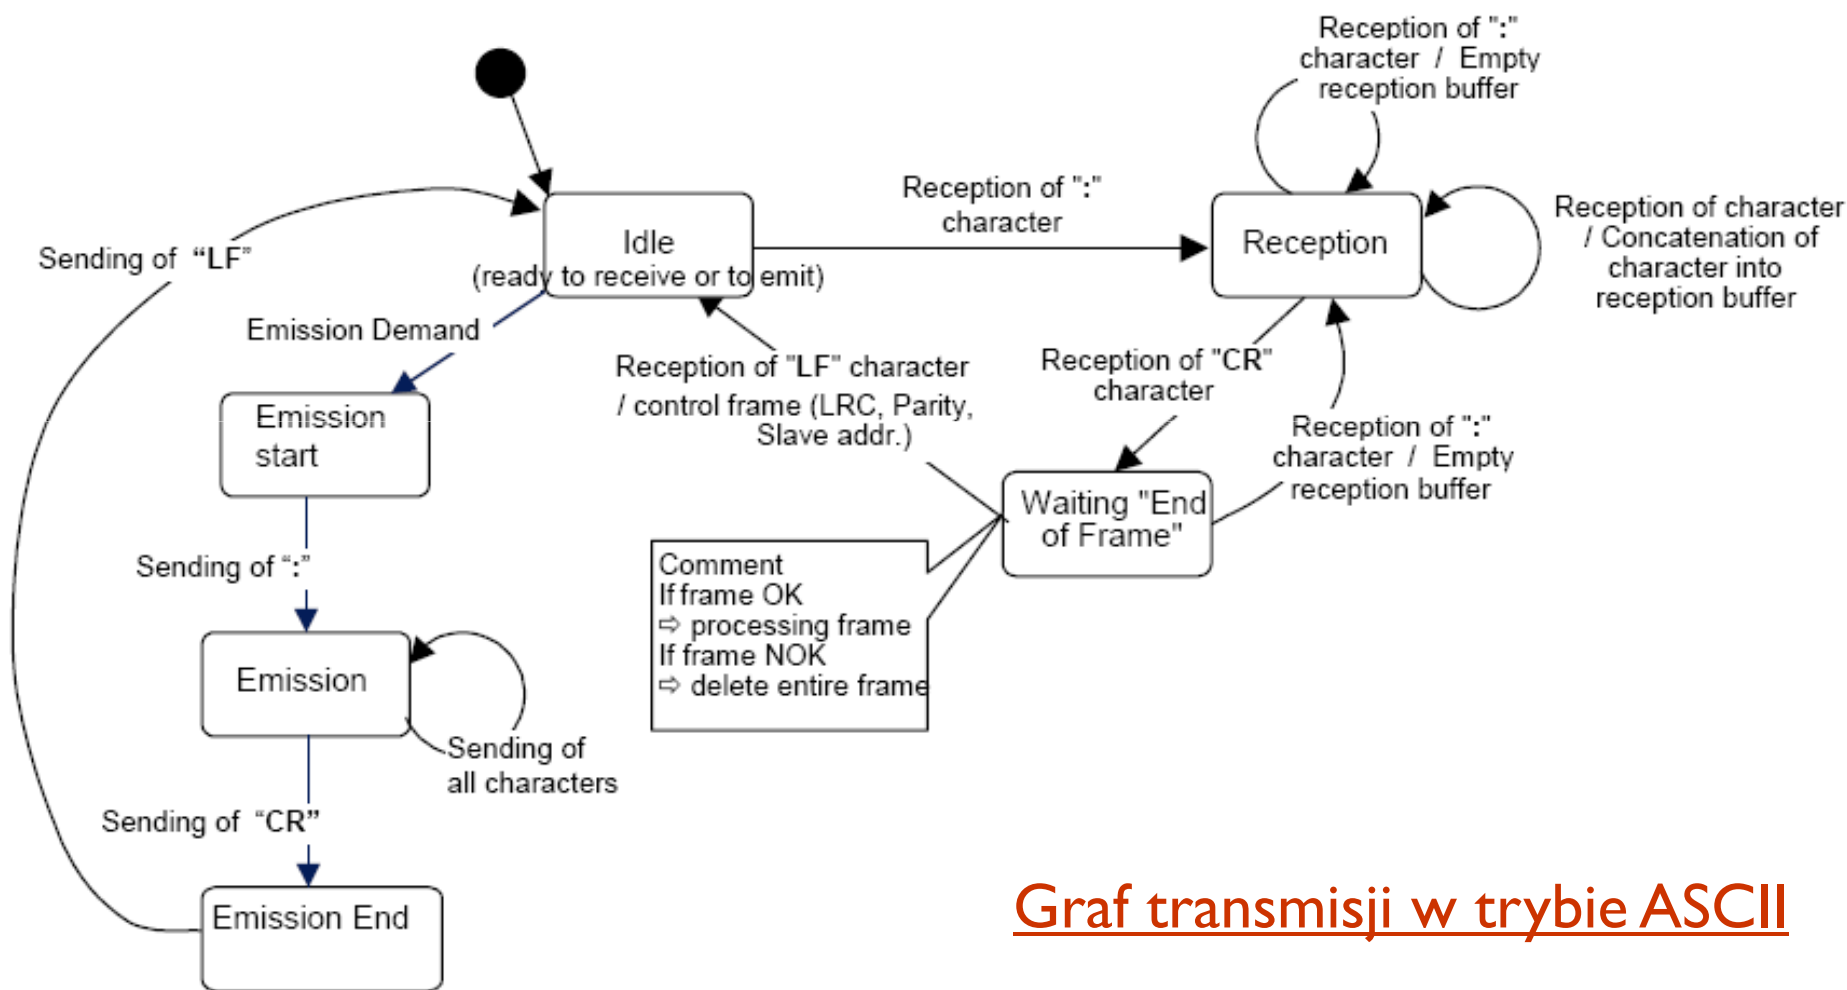 Reception of ":"
character / Empty
reception buffer
Reception of ":"
character
Idle
(ready to receive or to emit)
Reception
Reception of character
/ Concatenation of
character into
reception buffer
Sending of “LF”
Emission Demand
Reception of "LF" character
/ control frame (LRC, Parity,
Slave addr.)
Reception of "CR"
character
Emission
start
Reception of ":"
character / Empty
reception buffer
Waiting "End
of Frame"
Sending of “:”
Comment
If frame OK
⇨ processing frame
If frame NOK
⇨ delete entire frame
Emission
Sending of
all characters
Sending of “CR”
Emission End
Graf transmisji w trybie ASCII